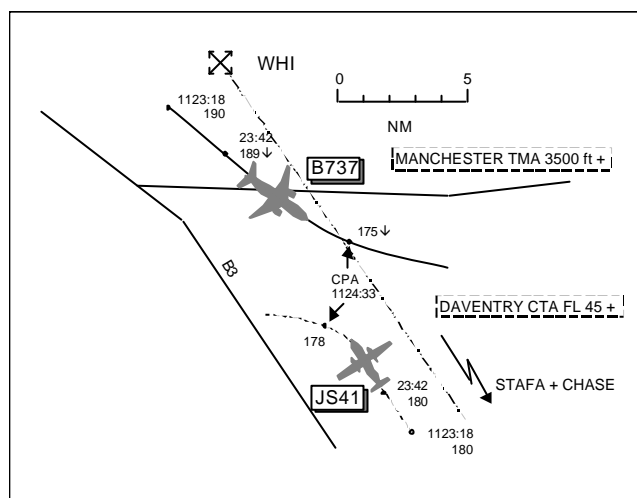 WHI
0 5
NM
1123:18
190
23:42
189↓
B737
MANCHESTER TMA 3500 ft +
175↓
B3
CPA
1124:33
DAVENTRY CTA FL 45 +
178
JS41
23:42
180
STAFA + CHASE
1123:18
180